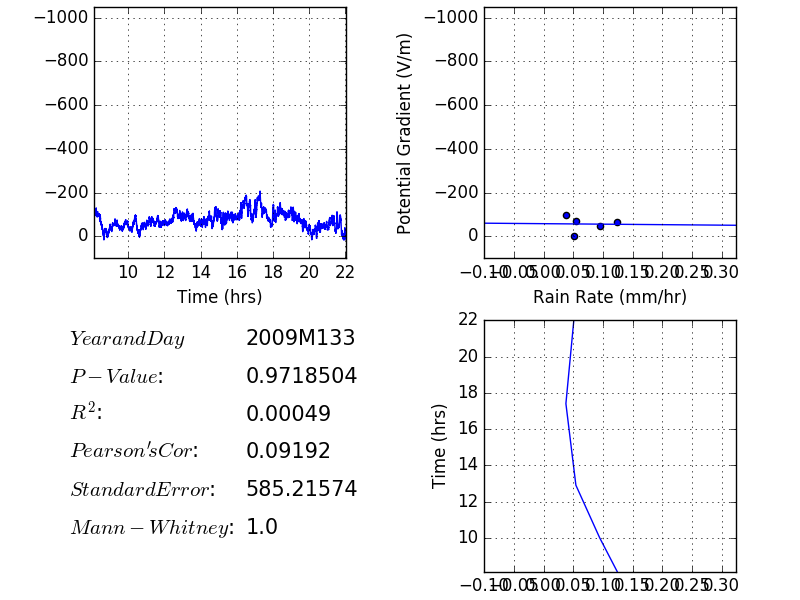 −1000
−800
−600
−400
−200
0
10 12 14 16 18 20 22
Time (hrs)
Potential Gradient (V/m)
−1000
−800
−600
−400
−200
0
−0.10 −0.05 0.00 0.05 0.10 0.15 0.20 0.25 0.30
Rain Rate (mm/hr)
YearandDay 2009M133
P − Value: 0.9718504
R²: 0.00049
Pearson'sCor: 0.09192
StandardError: 585.21574
Mann − Whitney: 1.0
Time (hrs)
22
20
18
16
14
12
10
−0.10 −0.05 0.00 0.05 0.10 0.15 0.20 0.25 0.30